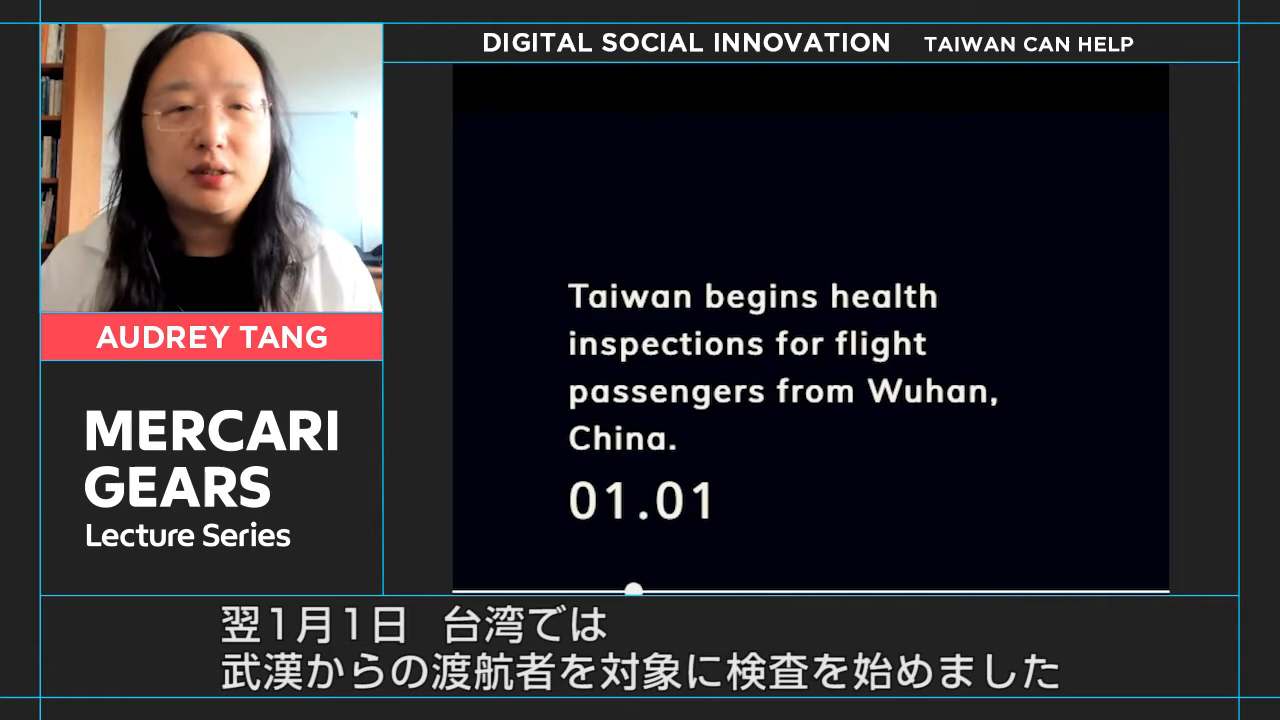 DIGITAL SOCIAL INNOVATION TAIWAN CAN HELP
AUDREY TANG
MERCARI
GEARS
Lecture Series
Taiwan begins health
inspections for flight
passengers from Wuhan,
China.
01.01
翌1月1日 台湾では
武漢からの渡航者を対象に検査を始めました